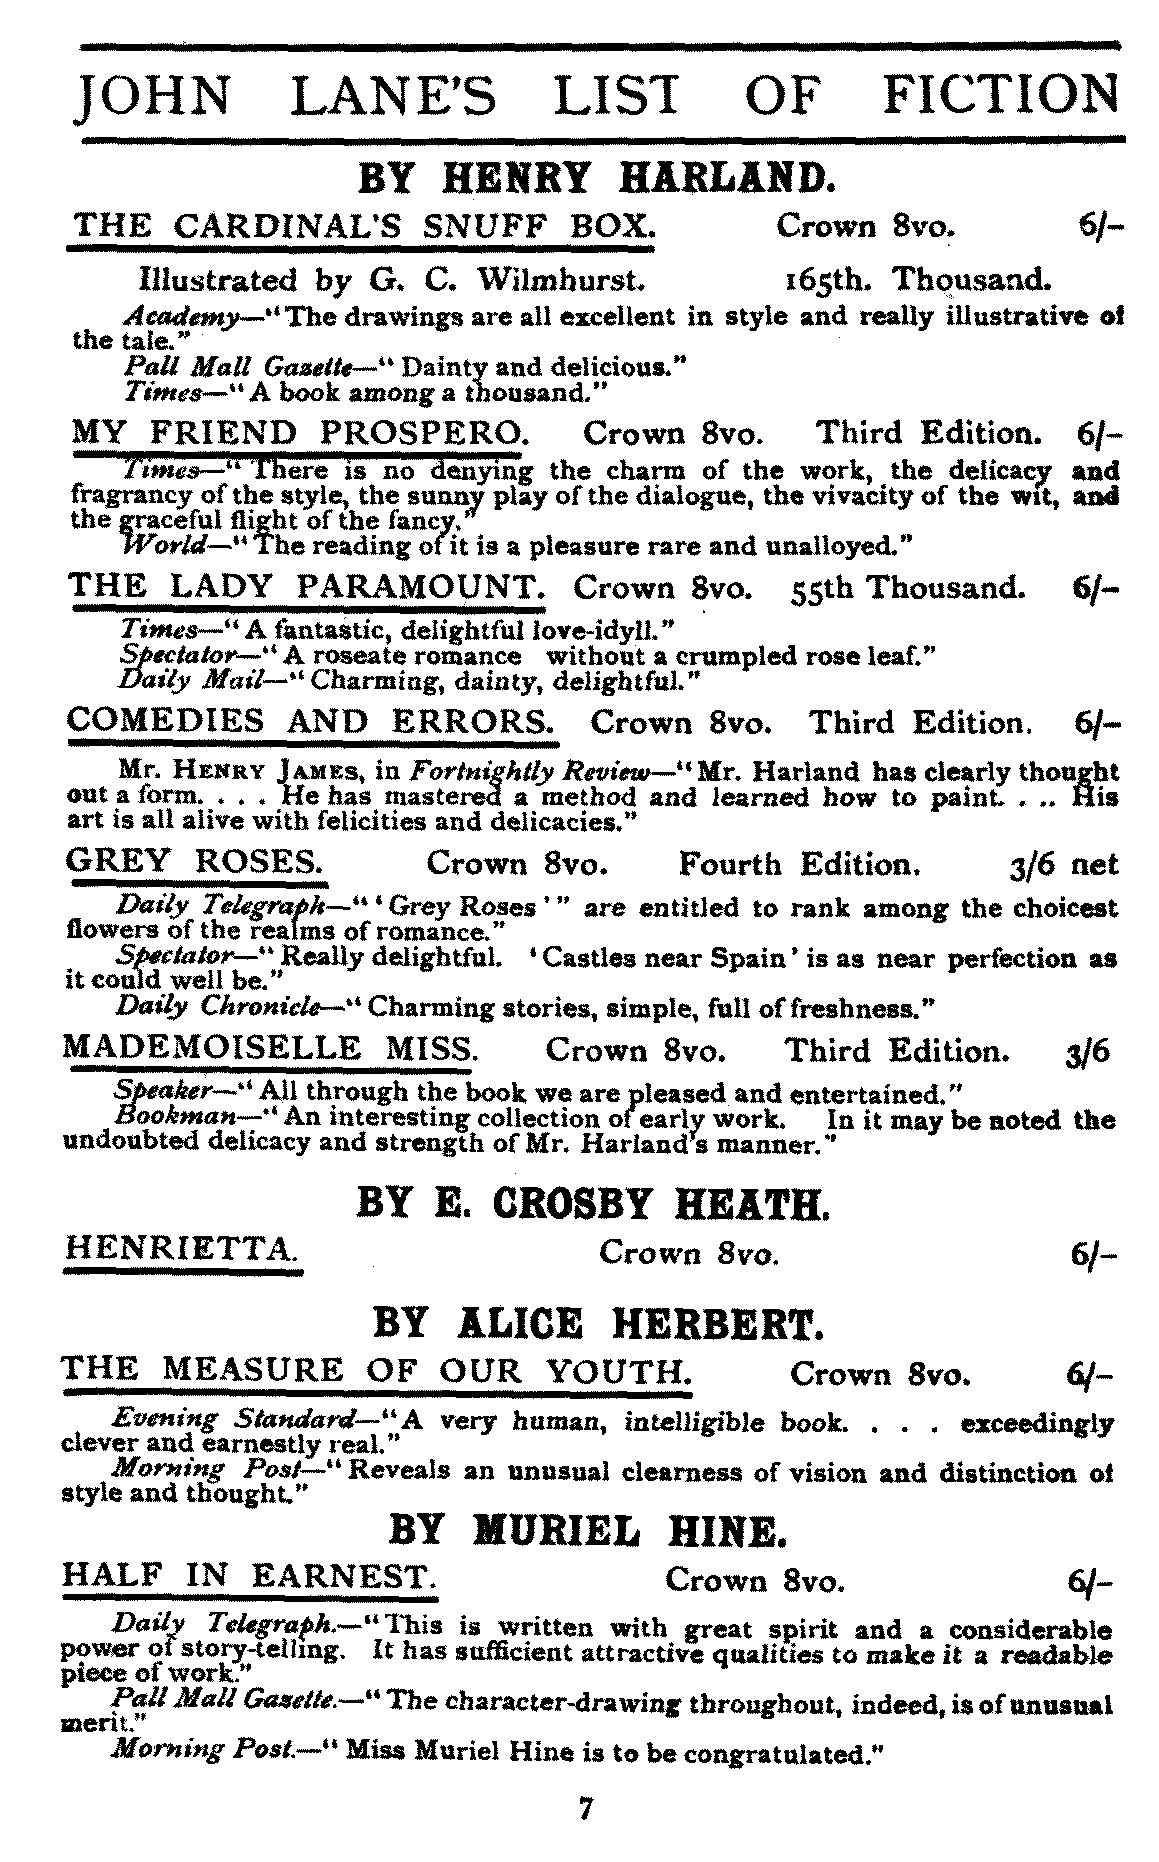 JOHN LANE'S LIST OF FICTION
BY HENRY HARLAND.
THE CARDINAL'S SNUFF BOX. Crown 8vo. 6/-
Illustrated by G. C. Wilmhurst. 165th. Thousand.
Academy—"The drawings are all excellent in style and really illustrative of
the tale."
Pall Mall Gazette—"Dainty and delicious."
Times—"A book among a thousand."
MY FRIEND PROSPERO. Crown 8vo. Third Edition. 6/-
Times—"There is no denying the charm of the work, the delicacy and
fragrancy of the style, the sunny play of the dialogue, the vivacity of the wit, and
the graceful flight of the fancy."
World—"The reading of it is a pleasure rare and unalloyed."
THE LADY PARAMOUNT. Crown 8vo. 55th Thousand. 6/-
Times—"A fantastic, delightful love-idyll."
Spectator—"A roseate romance without a crumpled rose leaf."
Daily Mail—"Charming, dainty, delightful."
COMEDIES AND ERRORS. Crown 8vo. Third Edition. 6/-
Mr. HENRY JAMES, in Fortnightly Review—"Mr. Harland has clearly thought
out a form. . . . He has mastered a method and learned how to paint. . .. His
art is all alive with felicities and delicacies."
GREY ROSES. Crown 8vo. Fourth Edition. 3/6 net
Daily Telegraph—"'Grey Roses'" are entitled to rank among the choicest
flowers of the realms of romance."
Spectator—"Really delightful. 'Castles near Spain' is as near perfection as
it could well be."
Daily Chronicle—"Charming stories, simple, full of freshness."
MADEMOISELLE MISS. Crown 8vo. Third Edition. 3/6
Speaker—"All through the book we are pleased and entertained."
Bookman—"An interesting collection of early work. In it may be noted the
undoubted delicacy and strength of Mr. Harland's manner."
BY E. CROSBY HEATH.
HENRIETTA. Crown 8vo. 6/-
BY ALICE HERBERT.
THE MEASURE OF OUR YOUTH. Crown 8vo. 6/-
Evening Standard—"A very human, intelligible book. . . . exceedingly
clever and earnestly real."
Morning Post—"Reveals an unusual clearness of vision and distinction of
style and thought."
BY MURIEL HINE.
HALF IN EARNEST. Crown 8vo. 6/-
Daily Telegraph.—"This is written with great spirit and a considerable
power of story-telling. It has sufficient attractive qualities to make it a readable
piece of work."
Pall Mall Gazette.—"The character-drawing throughout, indeed, is of unusual
merit."
Morning Post.—"Miss Muriel Hine is to be congratulated."
7